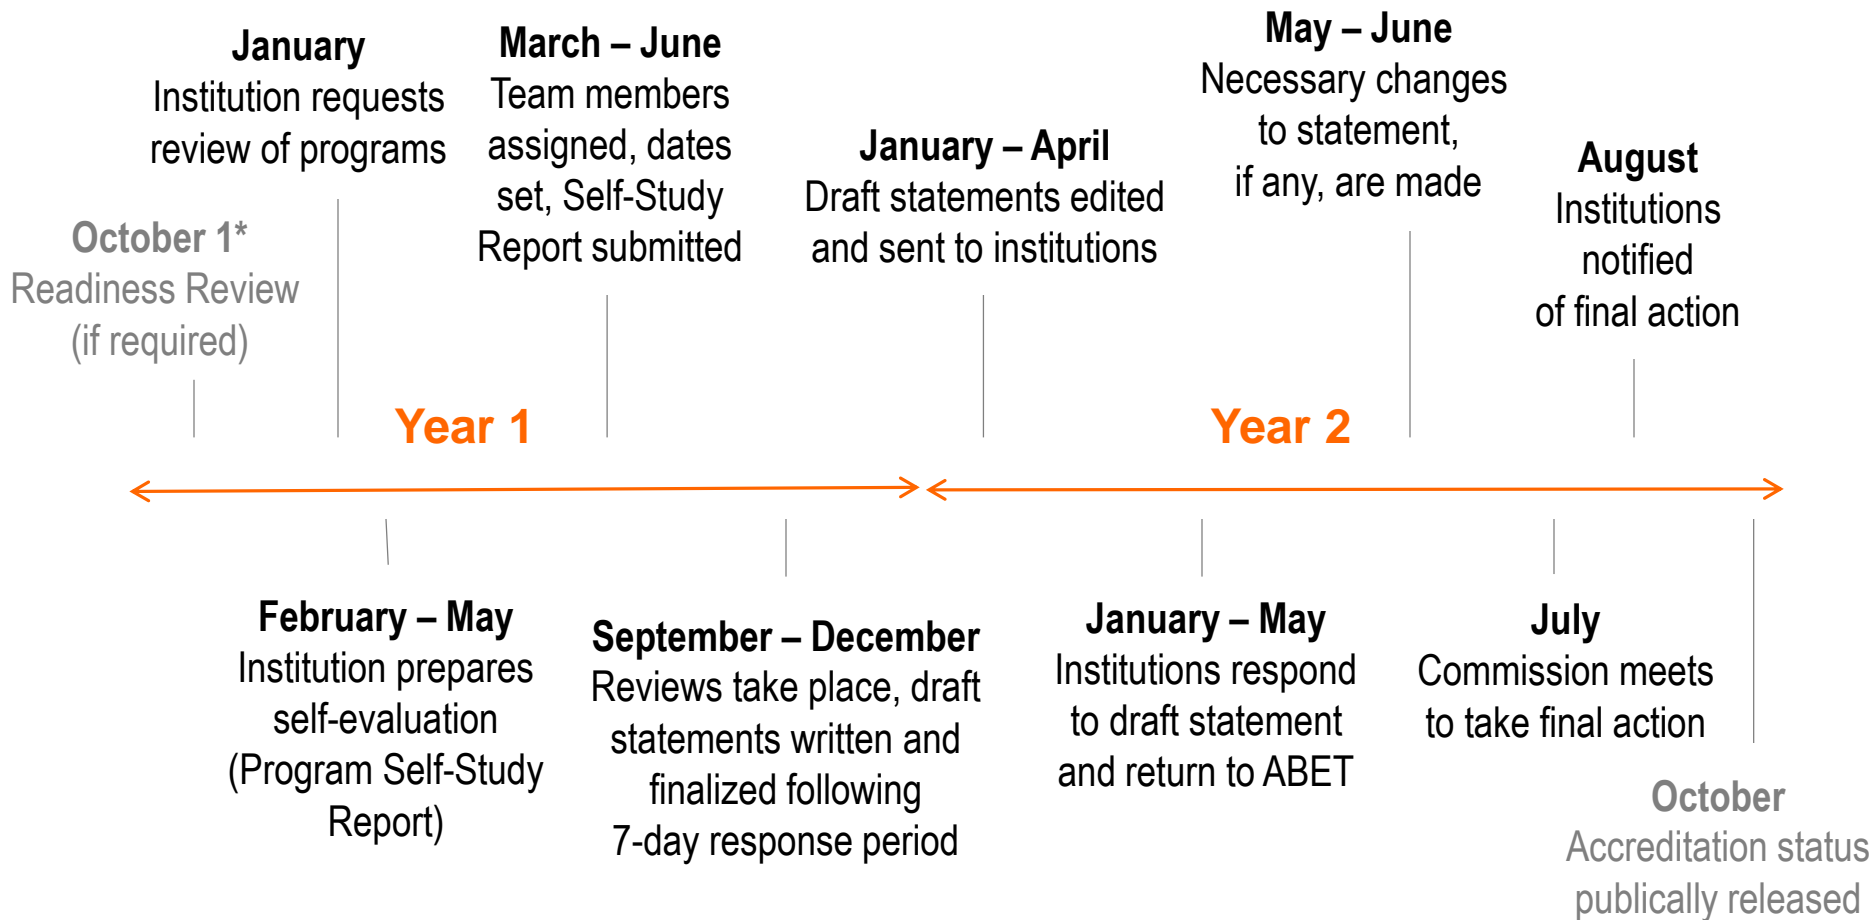 January
Institution requests
review of programs
March – June
Team members
assigned, dates
set, Self-Study
Report submitted
January – April
Draft statements edited
and sent to institutions
May – June
Necessary changes
to statement,
if any, are made
August
Institutions
notified
of final action
October 1*
Readiness Review
(if required)
Year 1
Year 2
February – May
Institution prepares
self-evaluation
(Program Self-Study
Report)
September – December
Reviews take place, draft
statements written and
finalized following
7-day response period
January – May
Institutions respond
to draft statement
and return to ABET
July
Commission meets
to take final action
October
Accreditation status
publically released